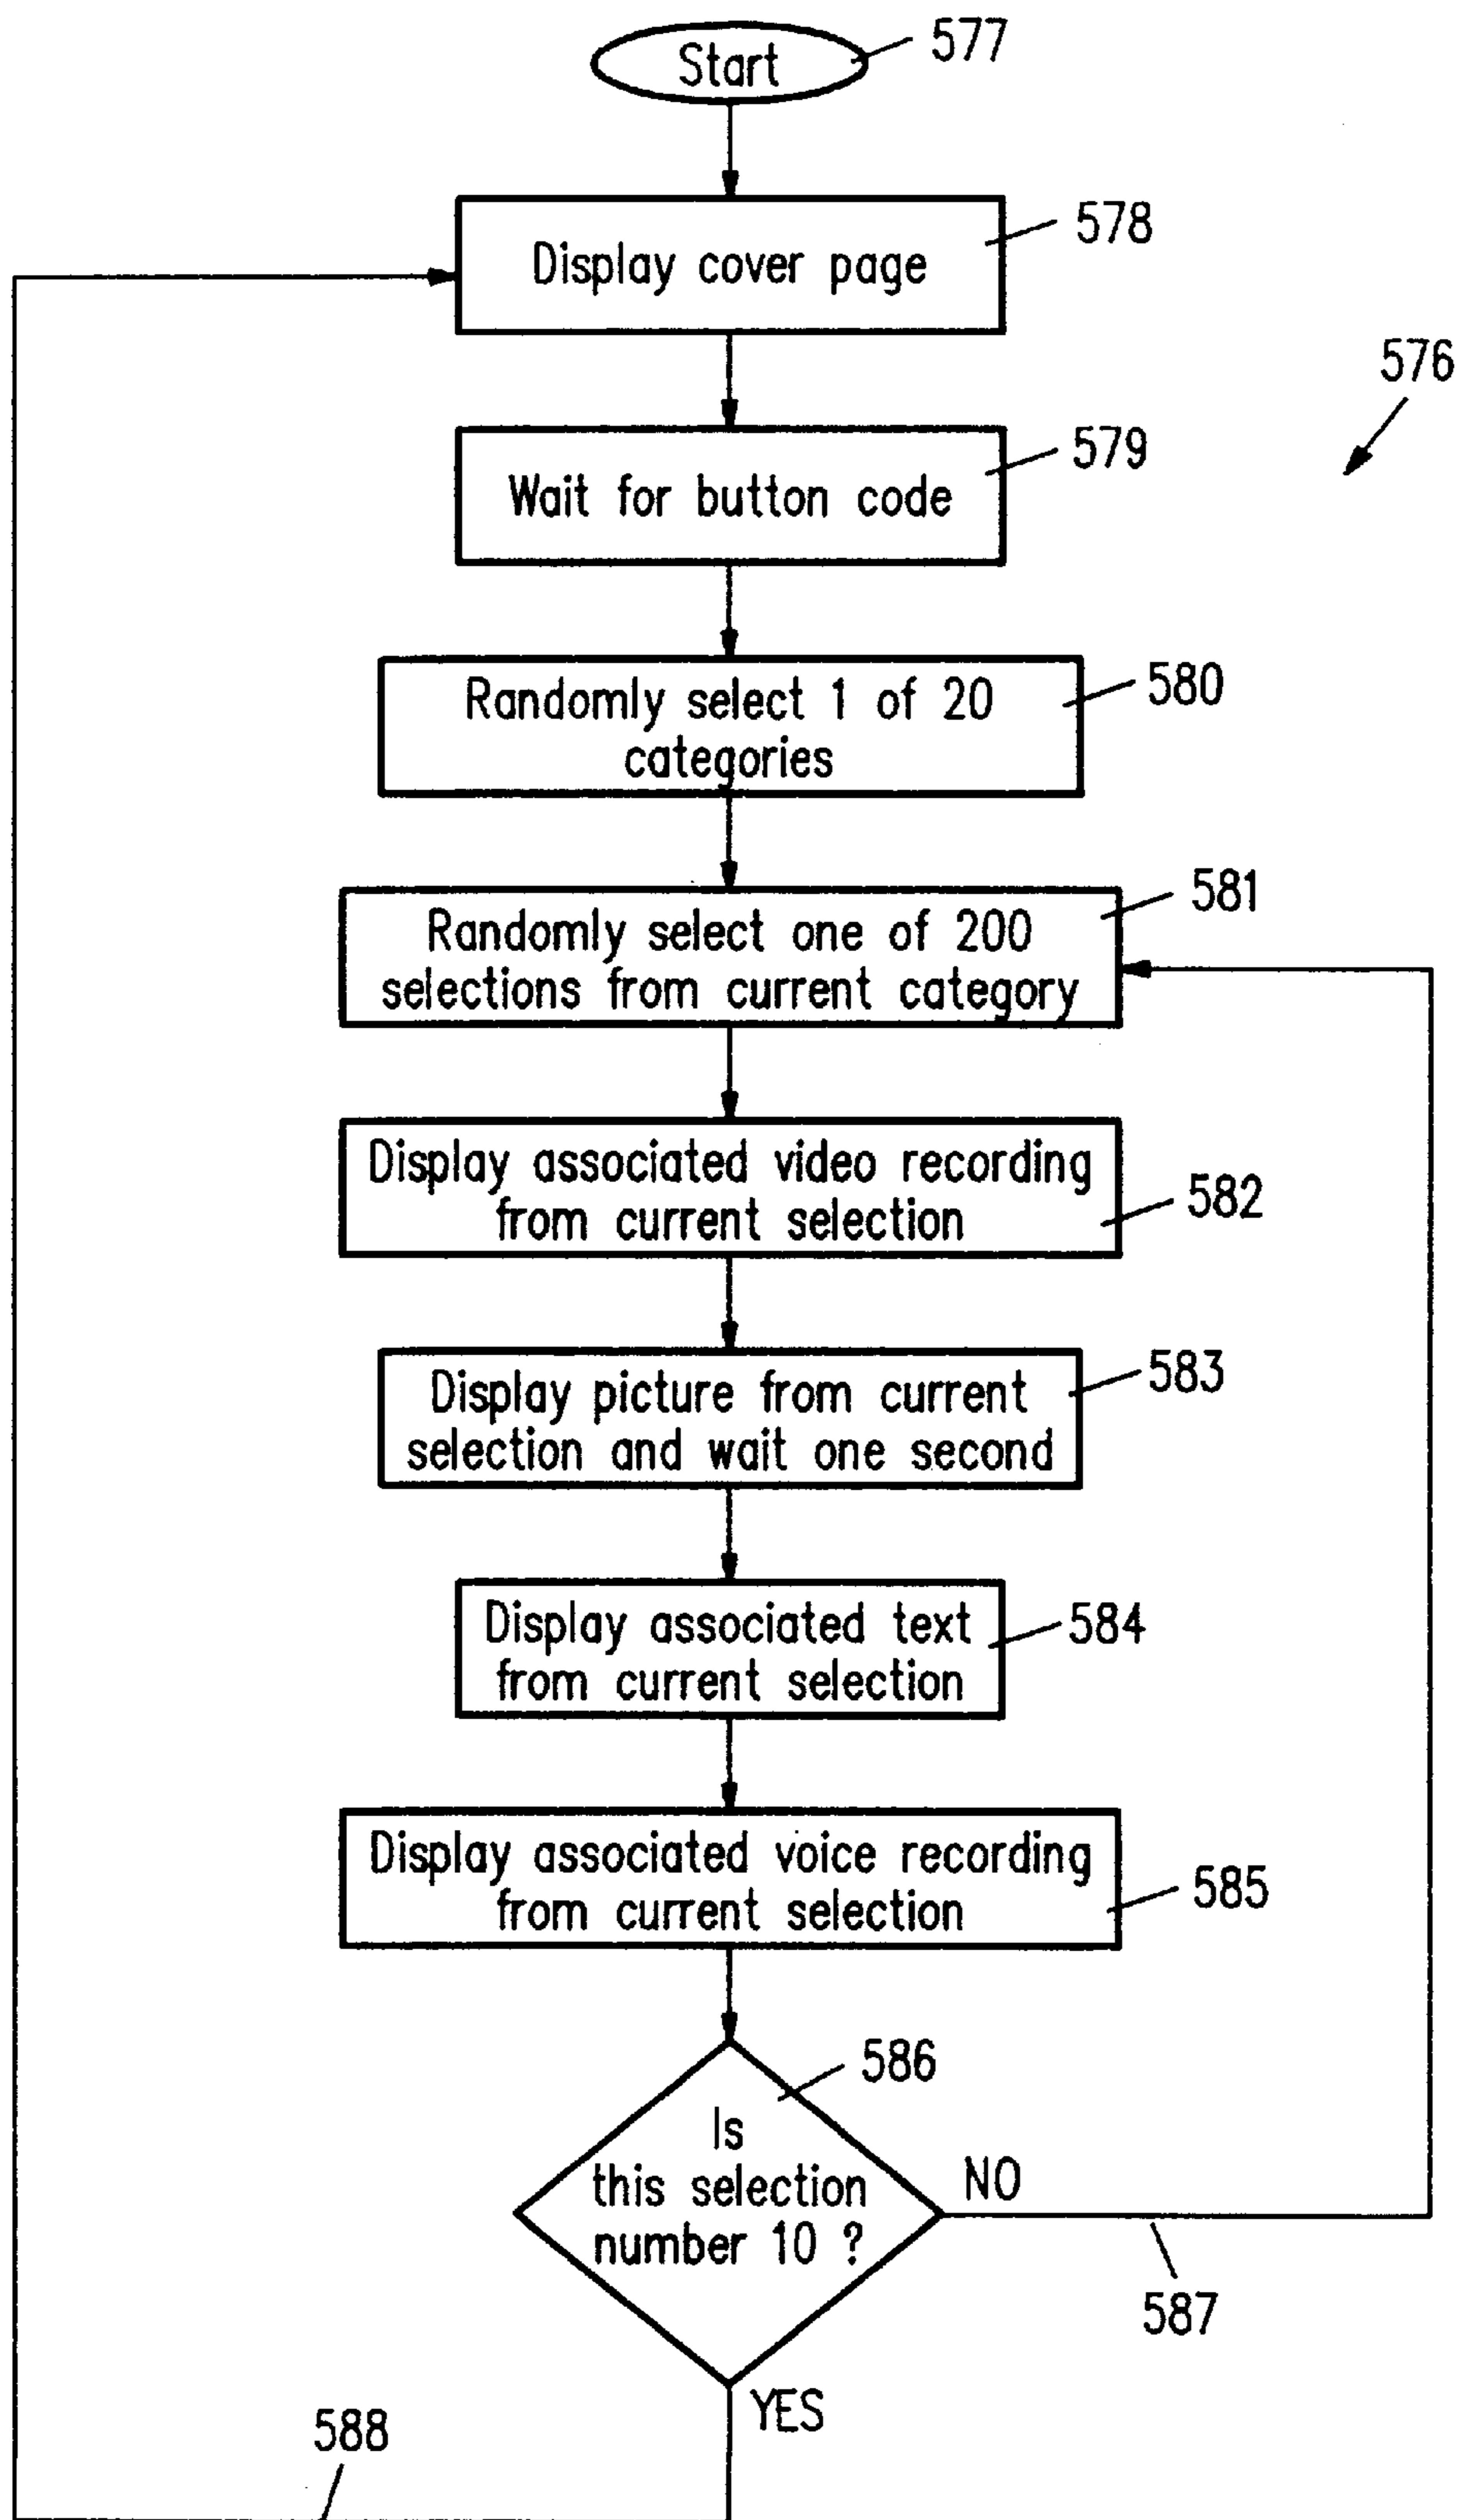 Start
577
Display cover page
578
576
Wait for button code
579
Randomly select 1 of 20
categories
580
Randomly select one of 200
selections from current category
581
Display associated video recording
from current selection
582
Display picture from current
selection and wait one second
583
Display associated text
from current selection
584
Display associated voice recording
from current selection
585
586
Is
this selection
number 10 ?
NO
587
YES
588